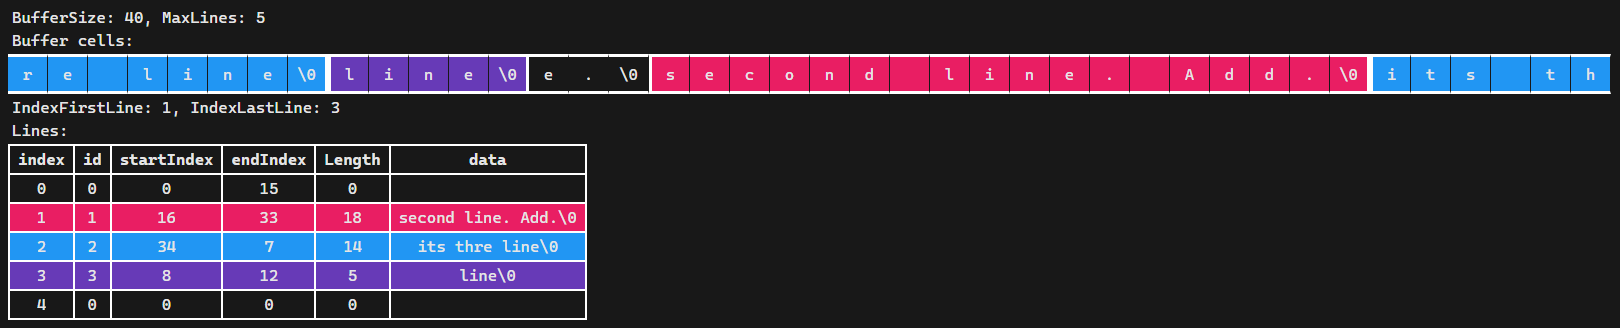 BufferSize: 40, MaxLines: 5
Buffer cells:
r e l i n e \0 l i n e \0 e . \0 s e c o n d l i n e . A d d . \0 i t s t h
IndexFirstLine: 1, IndexLastLine: 3
Lines:
index id startIndex endIndex Length data
0 0 0 15 0
1 1 16 33 18 second line. Add.\0
2 2 34 7 14 its thre line\0
3 3 8 12 5 line\0
4 0 0 0 0